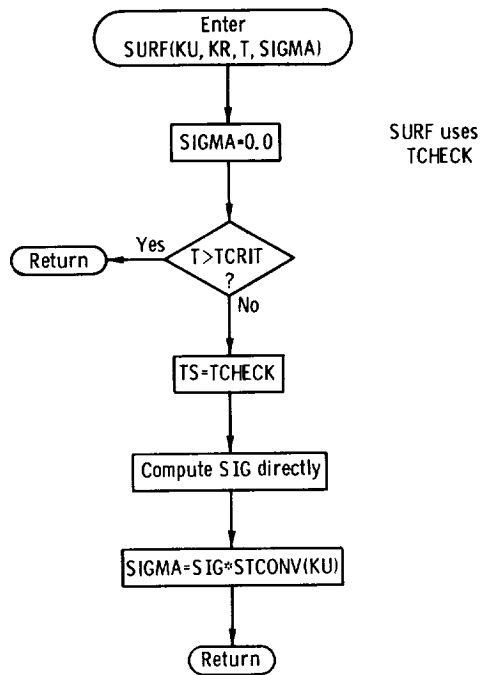 Enter
SURF(KU, KR, T, SIGMA)
SIGMA=0.0
SURF uses
TCHECK
Yes
T>TCRIT
?
Return
No
TS=TCHECK
Compute SIG directly
SIGMA=SIG*STCONV(KU)
Return